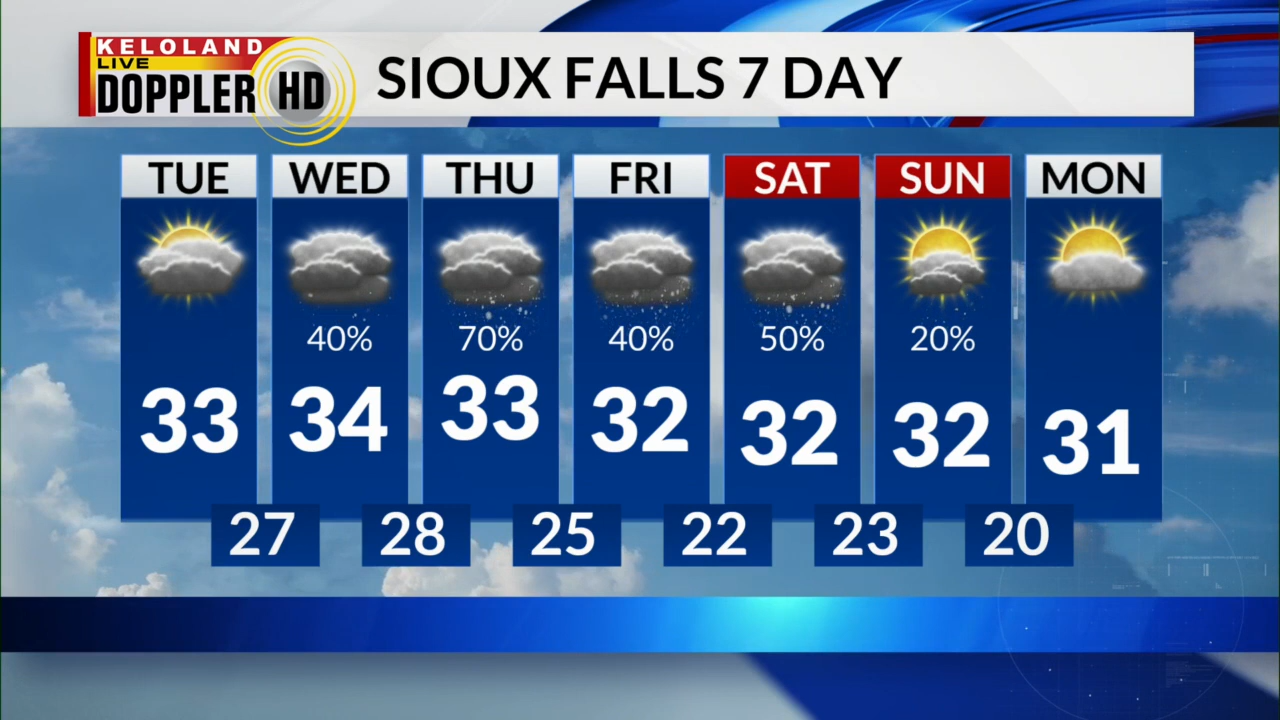 KELOLAND
LIVE
DOPPLER HD
SIOUX FALLS 7 DAY
TUE WED THU FRI SAT SUN MON
40% 70% 40% 50% 20%
33 34 33 32 32 32 31
27 28 25 22 23 20